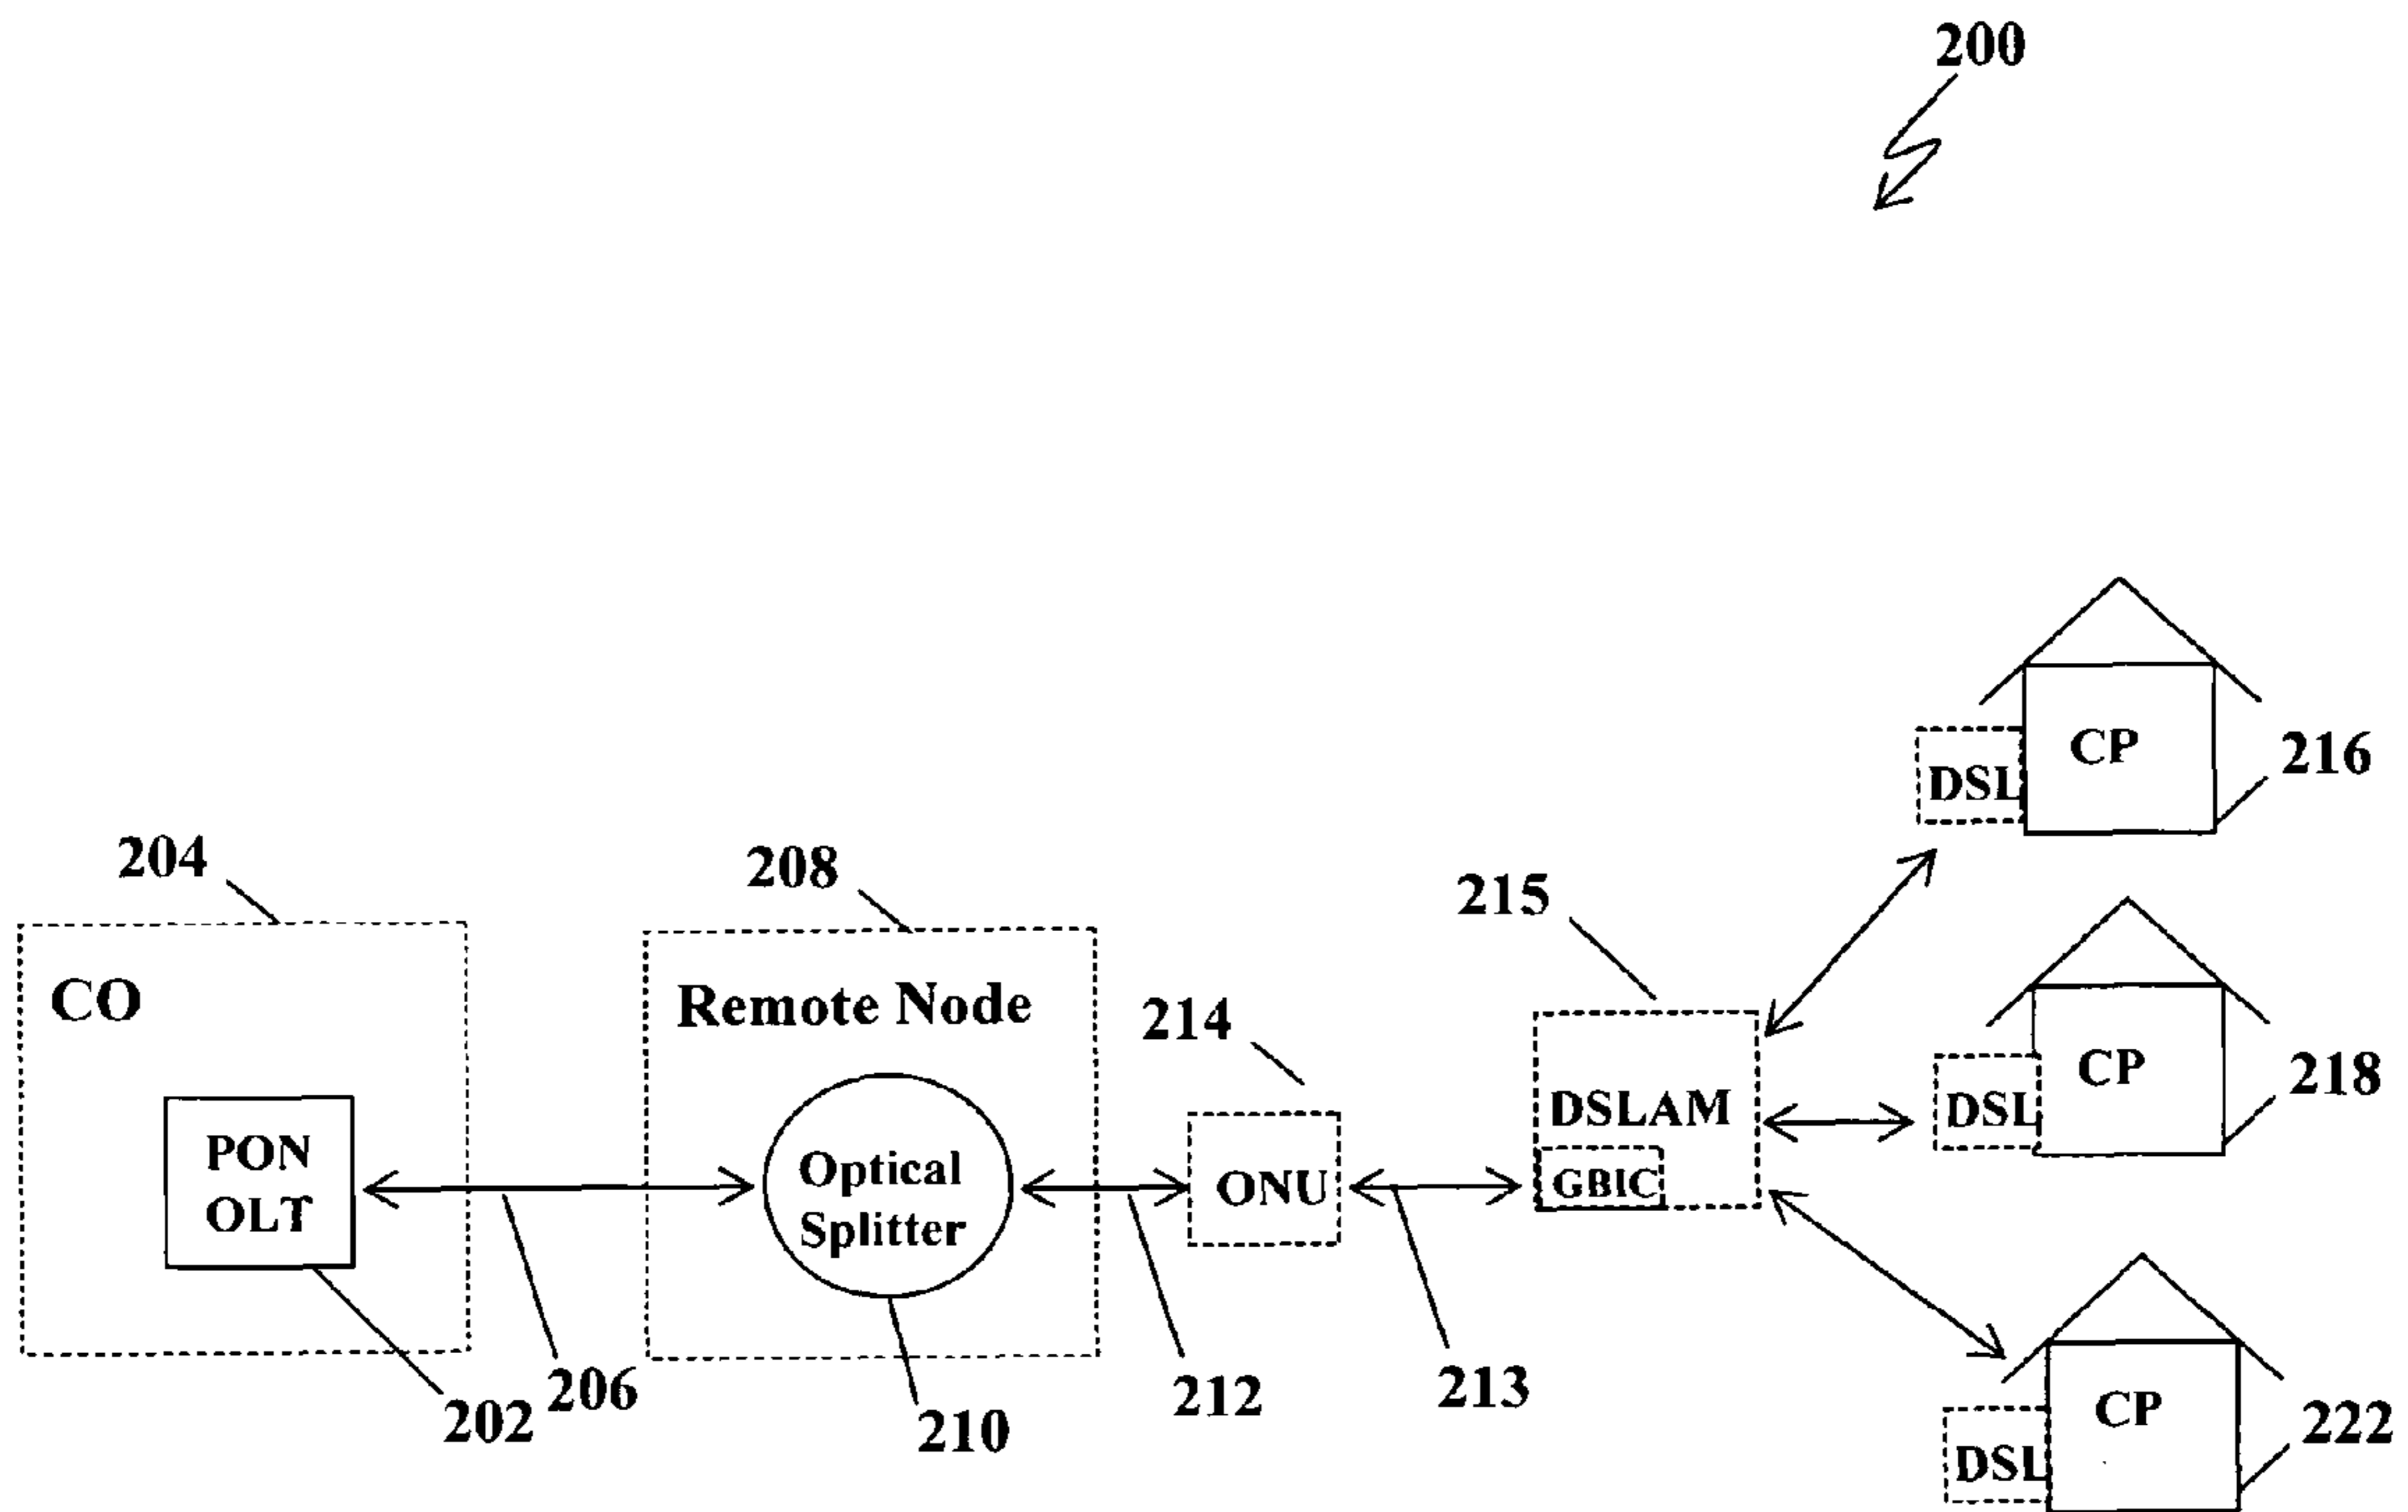 200
CP
216
DSL
204
208
215
CO
Remote Node
214
CP
218
DSL
DSLAM
PON
OLT
Optical
Splitter
ONU
GBIC
206
212
213
202
210
CP
222
DSL